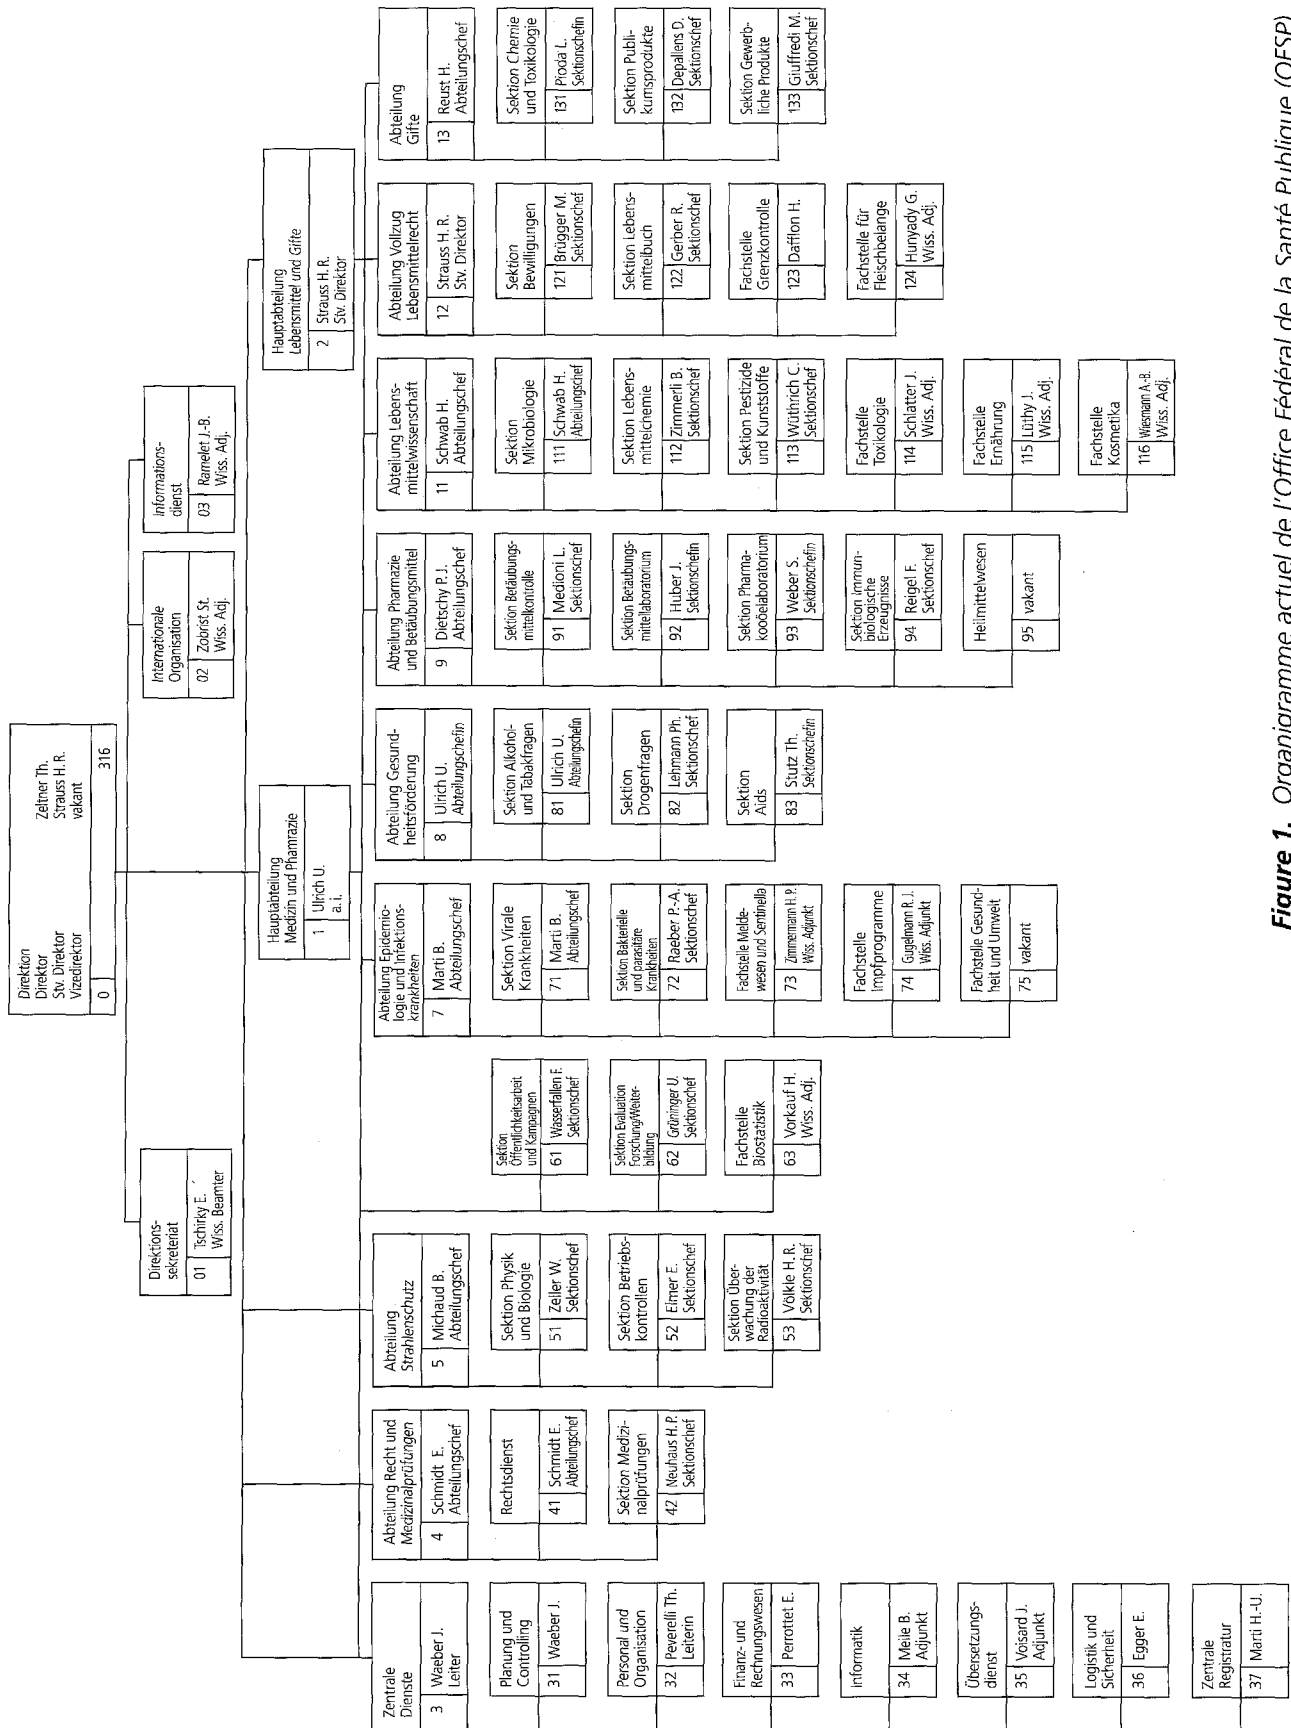 Direktion
Direktor Zeltner Th.
Stv. Direktor Strauss H. R.
Vizedirektor vakant
0 316
Direktions-
sekreteriat
01 Tschirky E.
Wiss. Beamter
Internationale
Organisation
02 Zobrist St.
Wiss. Adj.
Informations-
dienst
03 Ramelet J.-B.
Wiss. Adj.
Hauptabteilung
Medizin und Phamrazie
1 Ulrich U.
a. i.
Hauptabteilung
Lebensmittel und Gifte
2 Strauss H.R.
Stv. Direktor
Zentrale
Dienste
3 Waeber J.
Leiter
Planung und
Controlling
31 Waeber J.
Personal und
Organisation
32 Peverelli Th.
Leiterin
Finanz- und
Rechnungswesen
33 Perrottet E.
Informatik
34 Meile B.
Adjunkt
Übersetzungs-
dienst
35 Voisard J.
Adjunkt
Logistik und
Sicherheit
36 Egger E.
Zentrale
Registratur
37 Marti H.-U.
Abteilung Recht und
Medizinalprüfungen
4 Schmidt E.
Abteilungschef
Rechtsdienst
41 Schmidt E.
Abteilungschef
Sektion Medizi-
nalprüfungen
42 Neuhaus H.P.
Sektionschef
Abteilung
Strahlenschutz
5 Michaud B.
Abteilungschef
Sektion Physik
und Biologie
51 Zeller W.
Sektionschef
Sektion Betriebs-
kontrollen
52 Elmer E.
Sektionschef
Sektion Über-
wachung der
Radioaktivität
53 Völkle H.R.
Sektionschef
Sektion
Öffentlichkeitsarbeit
und Kampagnen
61 Wasserfallen F.
Sektionschef
Sektion Evaluation
Forschung/Weiter-
bildung
62 Grüninger U.
Sektionschef
Fachstelle
Biostatistik
63 Vorkauf H.
Wiss. Adj.
Abteilung Epidemio-
logie und Infektions-
krankheiten
7 Marti B.
Abteilungschef
Sektion Virale
Krankheiten
71 Marti B.
Abteilungschef
Sektion Bakterielle
und parasitäre
Krankheiten
72 Raeber P.-A.
Sektionschef
Fachstelle Melde-
wesen und Sentinella
73 Zimmermann H.P.
Wiss. Adjunkt
Fachstelle
Impfprogramme
74 Gugelmann R. J.
Wiss. Adjunkt
Fachstelle Gesund-
heit und Umwelt
75 vakant
Abteilung Gesund-
heitsförderung
8 Ulrich U.
Abteilungschefin
Sektion Alkohol-
und Tabakfragen
81 Ulrich U.
Abteilungschefin
Sektion
Drogenfragen
82 Lehmann Ph.
Sektionschef
Sektion
Aids
83 Stutz Th.
Sektionschefin
Abteilung Pharmazie
und Betäubungsmittel
9 Dietschy P.J.
Abteilungschef
Sektion Betäubungs-
mittelkontrolle
91 Medioni L.
Sektionschef
Sektion Betäubungs-
mittellaboratorium
92 Huber J.
Sektionschefin
Sektion Pharma-
kooöelaboratorium
93 Weber S.
Sektionschefin
Sektion Immun-
biologische
Erzeugnisse
94 Reigel F.
Sektionschef
Heilmittelwesen
95 vakant
Abteilung Lebens-
mittelwissenschaft
11 Schwab H.
Abteilungschef
Sektion
Mikrobiologie
111 Schwab H.
Abteilungschef
Sektion Lebens-
mittelchemie
112 Zimmerli B.
Sektionschef
Sektion Pestizide
und Kunststoffe
113 Wüthrich C.
Sektionschef
Fachstelle
Toxikologie
114 Schlatter J.
Wiss. Adj.
Fachstelle
Ernährung
115 Lüthy J.
Wiss. Adj.
Fachstelle
Kosmetika
116 Wiesmann A.-B.
Wiss. Adj.
Abteilung Vollzug
Lebensmittelrecht
12 Strauss H.R.
Stv. Direktor
Sektion
Bewilligungen
121 Brügger M.
Sektionschef
Sektion Lebens-
mittelbuch
122 Gerber R.
Sektionschef
Fachstelle
Grenzkontrolle
123 Dafflon H.
Fachstelle für
Fleischbelange
124 Hunyady G.
Wiss. Adj.
Abteilung
Gifte
13 Reust H.
Abteilungschef
Sektion Chemie
und Toxikologie
131 Pioda L.
Sektionschefin
Sektion Publi-
kumsprodukte
132 Depallens D.
Sektionschef
Sektion Gewerb-
liche Produkte
133 Giuffredi M.
Sektionschef
Figure 1. Organigramme actuel de l'Office Fédéral de la Santé Publique (OFSP)